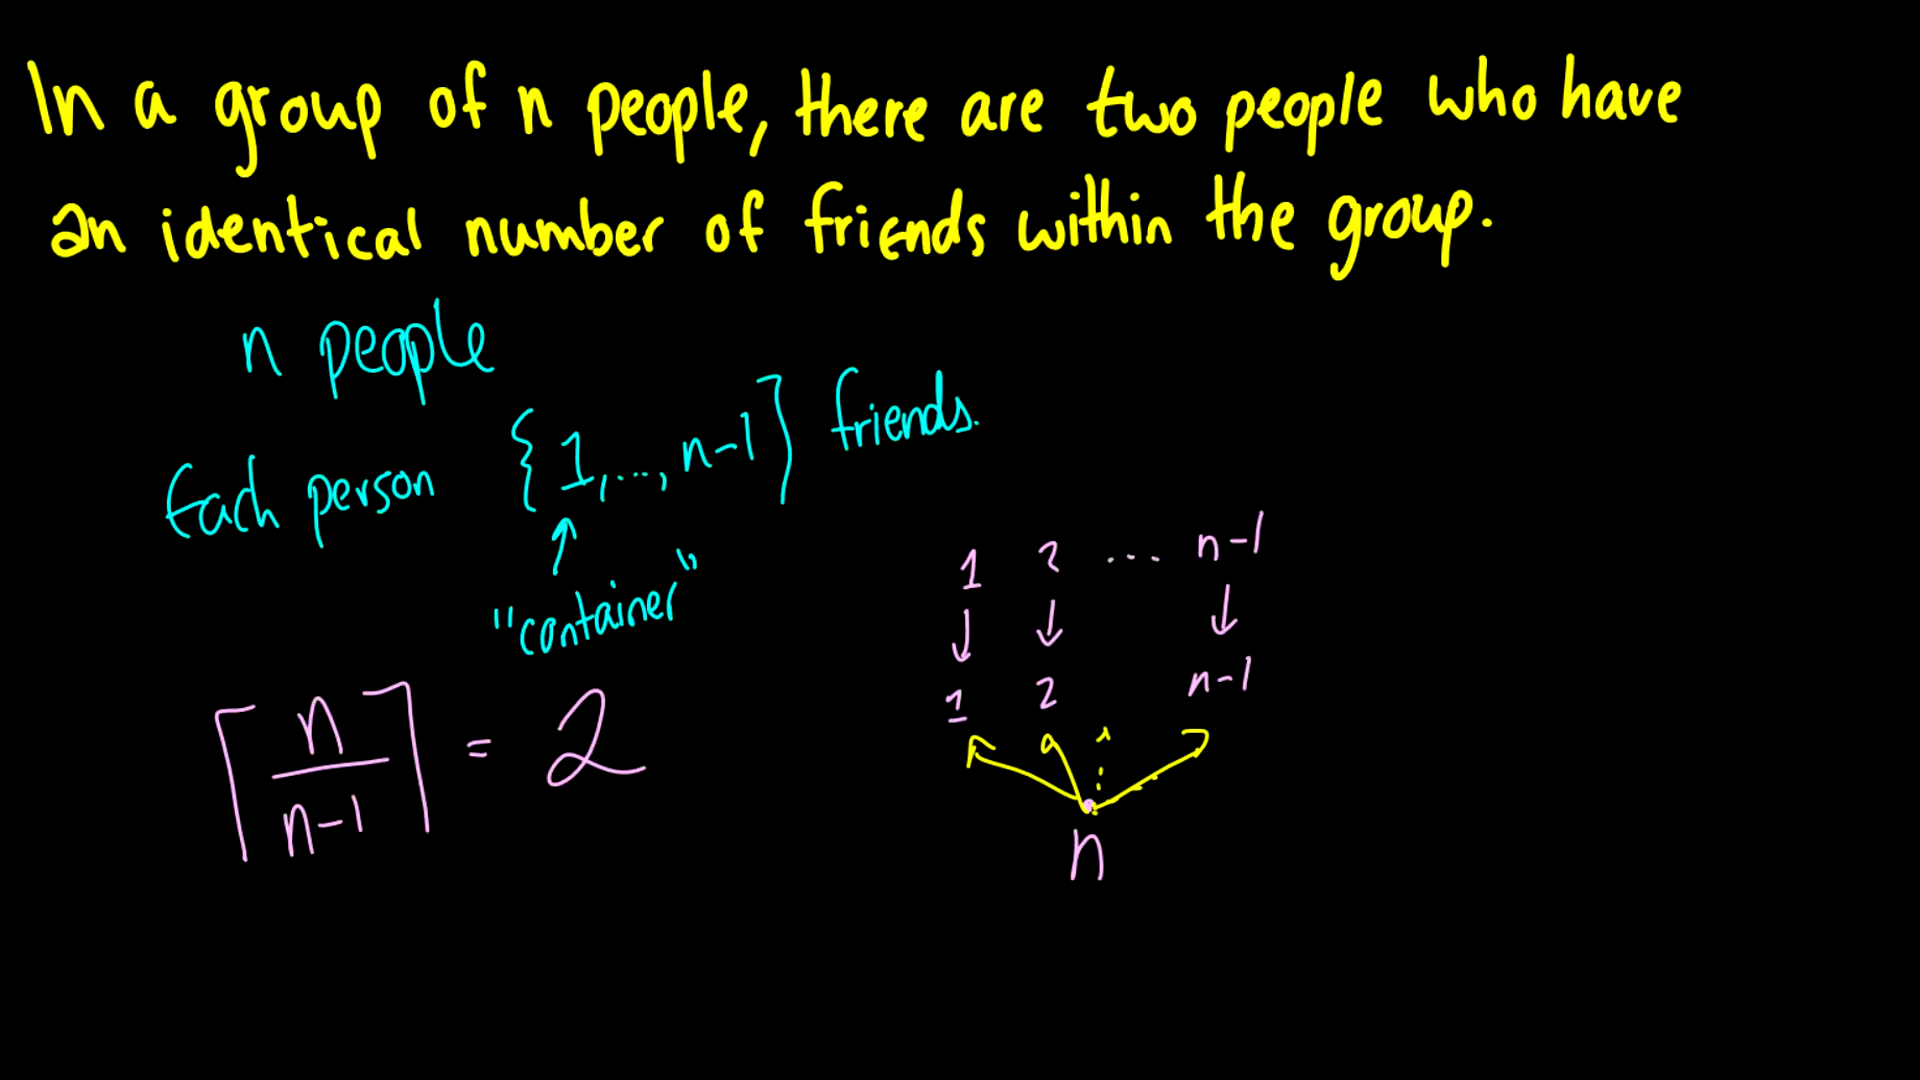 In a group of n people, there are two people who have
an identical number of friends within the group.
n people
Each person {1,...,n-1} friends.
↑
"container"
1 2 ... n-1
↓ ↓ ↓
1 2 n-1
⌈n/(n-1)⌉ = 2
n